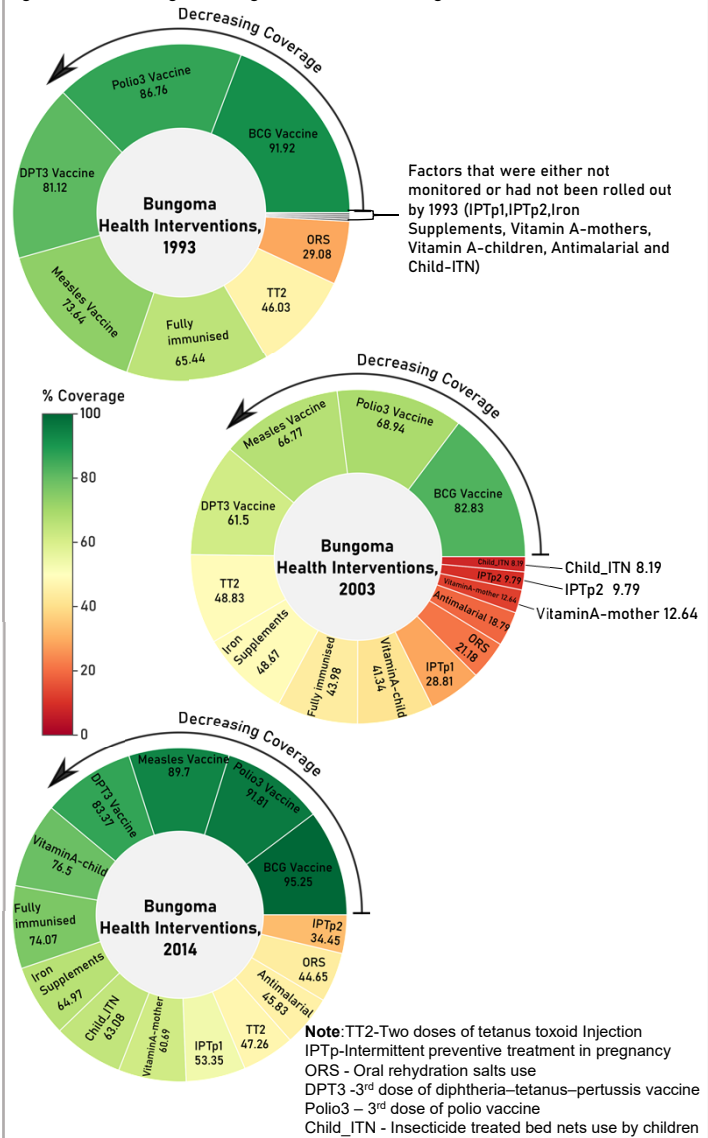 Decreasing Coverage
Polio3 Vaccine
86.76
BCG Vaccine
91.92
DPT3 Vaccine
81.12
Measles Vaccine
73.64
Fully
immunised
65.44
TT2
46.03
ORS
29.08
Bungoma
Health Interventions,
1993
Factors that were either not
monitored or had not been rolled out
by 1993 (IPTp1,IPTp2,Iron
Supplements, Vitamin A-mothers,
Vitamin A-children, Antimalarial and
Child-ITN)
% Coverage
100
80
60
40
20
0
Decreasing Coverage
Measles Vaccine
66.77
Polio3 Vaccine
68.94
BCG Vaccine
82.83
DPT3 Vaccine
61.5
TT2
48.83
Iron
Supplements
48.67
Fully immunised
43.98
VitaminA-child
41.34
IPTp1
28.81
ORS
21.18
Antimalarial 18.79
VitaminA-mother 12.64
IPTp2 9.79
Child_ITN 8.19
Bungoma
Health Interventions,
2003
Child_ITN 8.19
IPTp2 9.79
VitaminA-mother 12.64
Decreasing Coverage
Measles Vaccine
89.7
Polio3 Vaccine
91.81
BCG Vaccine
95.25
DPT3 Vaccine
83.37
VitaminA-child
76.5
Fully
immunised
74.07
Iron
Supplements
64.97
Child_ITN
63.08
VitaminA-mother
60.69
IPTp1
53.35
TT2
47.26
Antimalarial
45.83
ORS
44.65
IPTp2
34.45
Bungoma
Health Interventions,
2014
Note:TT2-Two doses of tetanus toxoid Injection
IPTp-Intermittent preventive treatment in pregnancy
ORS - Oral rehydration salts use
DPT3 -3rd dose of diphtheria–tetanus–pertussis vaccine
Polio3 – 3rd dose of polio vaccine
Child_ITN - Insecticide treated bed nets use by children